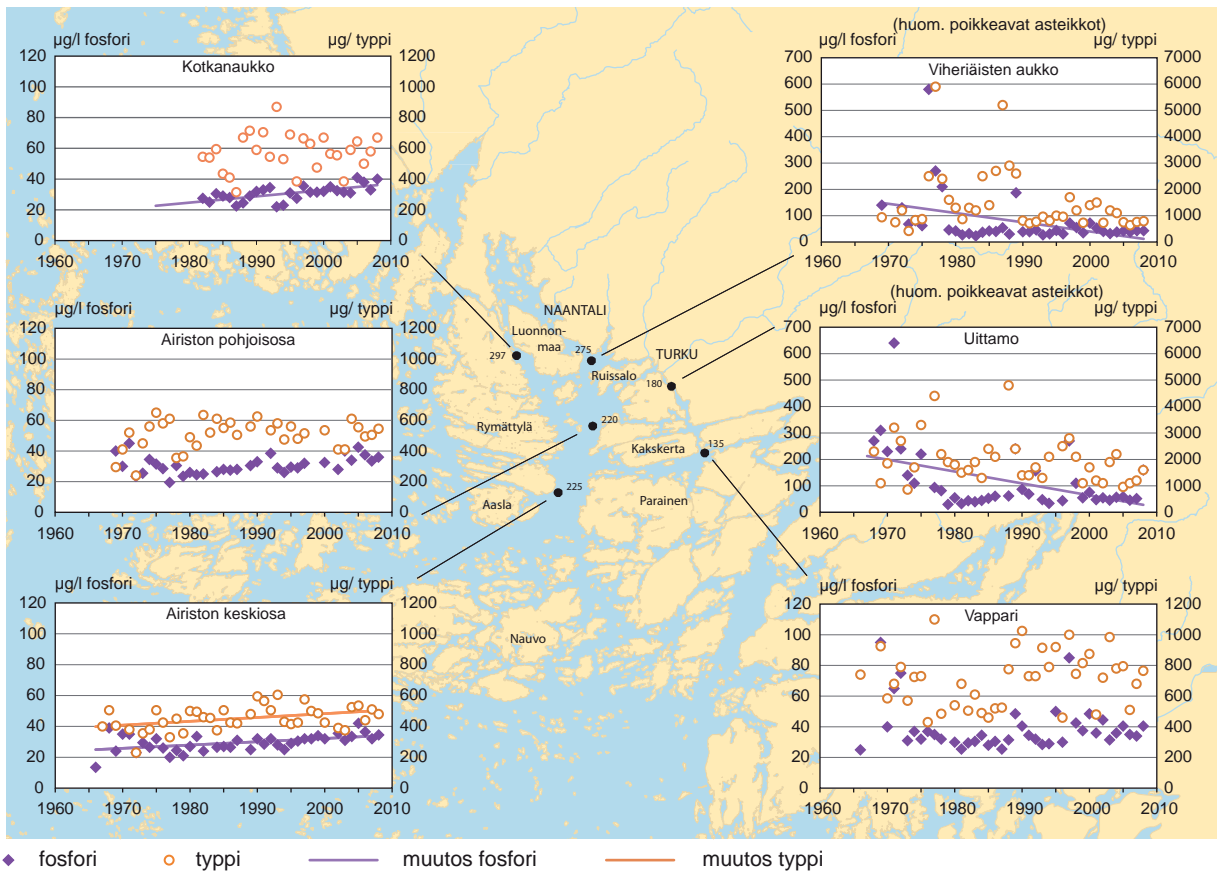 (huom. poikkeavat asteikkot)
µg/l fosfori µg/ typpi
Kotkanaukko
120 100 80 60 40 20 0
1200 1000 800 600 400 200 0
1960 1970 1980 1990 2000 2010
µg/l fosfori µg/ typpi
Viheriäisten aukko
700 600 500 400 300 200 100 0
7000 6000 5000 4000 3000 2000 1000 0
1960 1970 1980 1990 2000 2010
µg/l fosfori µg/ typpi
Airiston pohjoisosa
120 100 80 60 40 20 0
1200 1000 800 600 400 200 0
1960 1970 1980 1990 2000 2010
NAANTALI
Luonnon-
maa
297
275
TURKU
Ruissalo
180
220
Rymättylä
Kakskerta
135
225
Aasla
Parainen
Nauvo
(huom. poikkeavat asteikkot)
µg/l fosfori µg/ typpi
Uittamo
700 600 500 400 300 200 100 0
7000 6000 5000 4000 3000 2000 1000 0
1960 1970 1980 1990 2000 2010
µg/l fosfori µg/ typpi
Airiston keskiosa
120 100 80 60 40 20 0
1200 1000 800 600 400 200 0
1960 1970 1980 1990 2000 2010
µg/l fosfori µg/ typpi
Vappari
120 100 80 60 40 20 0
1200 1000 800 600 400 200 0
1960 1970 1980 1990 2000 2010
fosfori typpi muutos fosfori muutos typpi